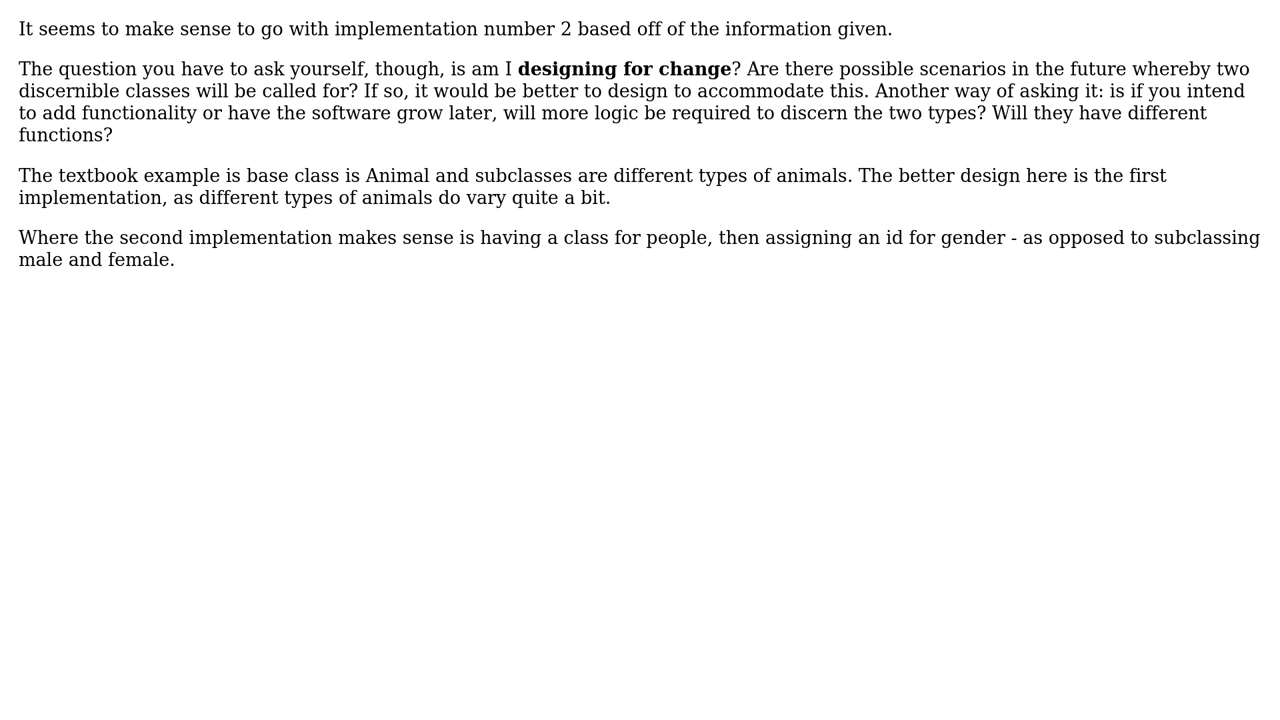 It seems to make sense to go with implementation number 2 based off of the information given.
The question you have to ask yourself, though, is am I designing for change? Are there possible scenarios in the future whereby two
discernible classes will be called for? If so, it would be better to design to accommodate this. Another way of asking it: is if you intend
to add functionality or have the software grow later, will more logic be required to discern the two types? Will they have different
functions?
The textbook example is base class is Animal and subclasses are different types of animals. The better design here is the first
implementation, as different types of animals do vary quite a bit.
Where the second implementation makes sense is having a class for people, then assigning an id for gender - as opposed to subclassing
male and female.